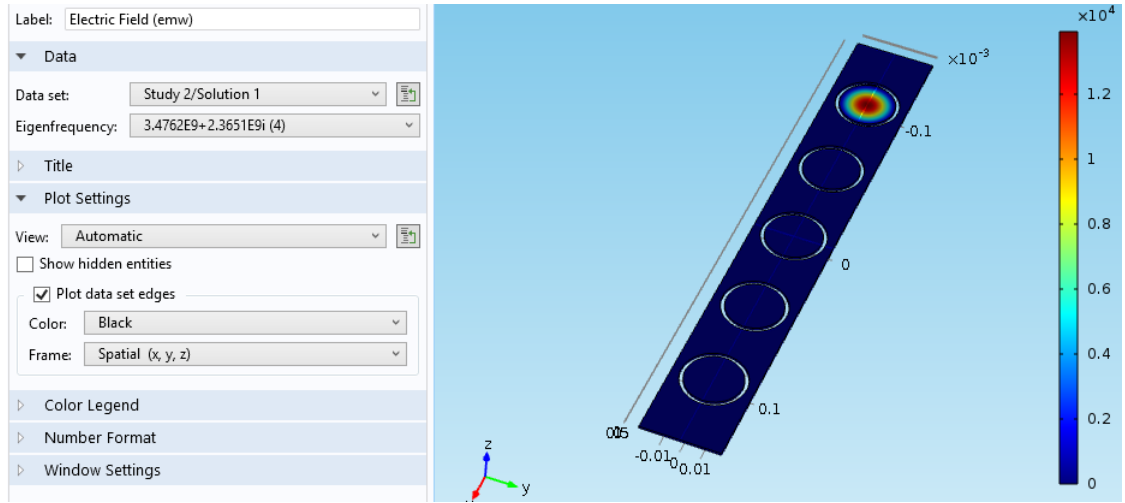 Label: Electric Field (emw)
Data
Data set: Study 2/Solution 1
Eigenfrequency: 3.4762E9+2.3651E9i (4)
Title
Plot Settings
View: Automatic
Show hidden entities
Plot data set edges
Color: Black
Frame: Spatial (x, y, z)
Color Legend
Number Format
Window Settings
×10⁻³
-0.1
0
0.1
-0.01
0
0.01
z
y
×10⁴
1.2
1
0.8
0.6
0.4
0.2
0